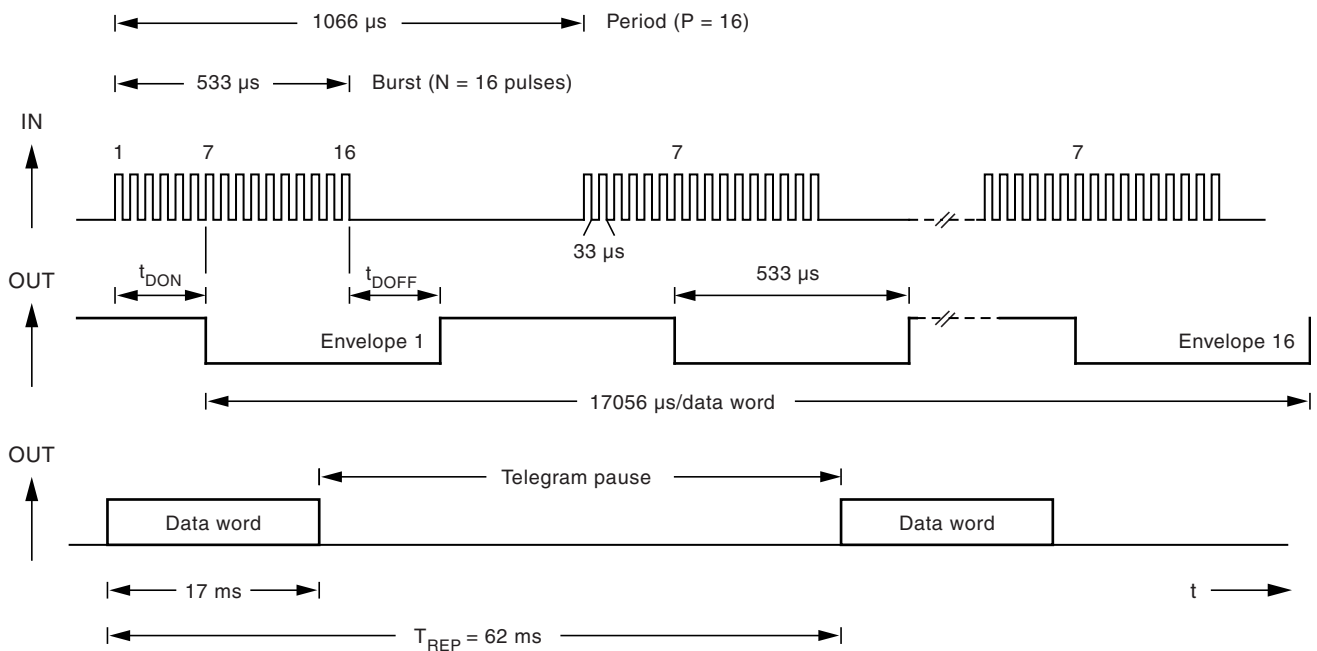 1066 µs Period (P = 16)
533 µs Burst (N = 16 pulses)
IN
1 7 16 7 7
33 µs
OUT
tDON tDOFF 533 µs
Envelope 1 Envelope 16
17056 µs/data word
OUT
Telegram pause
Data word Data word
17 ms t
TREP = 62 ms